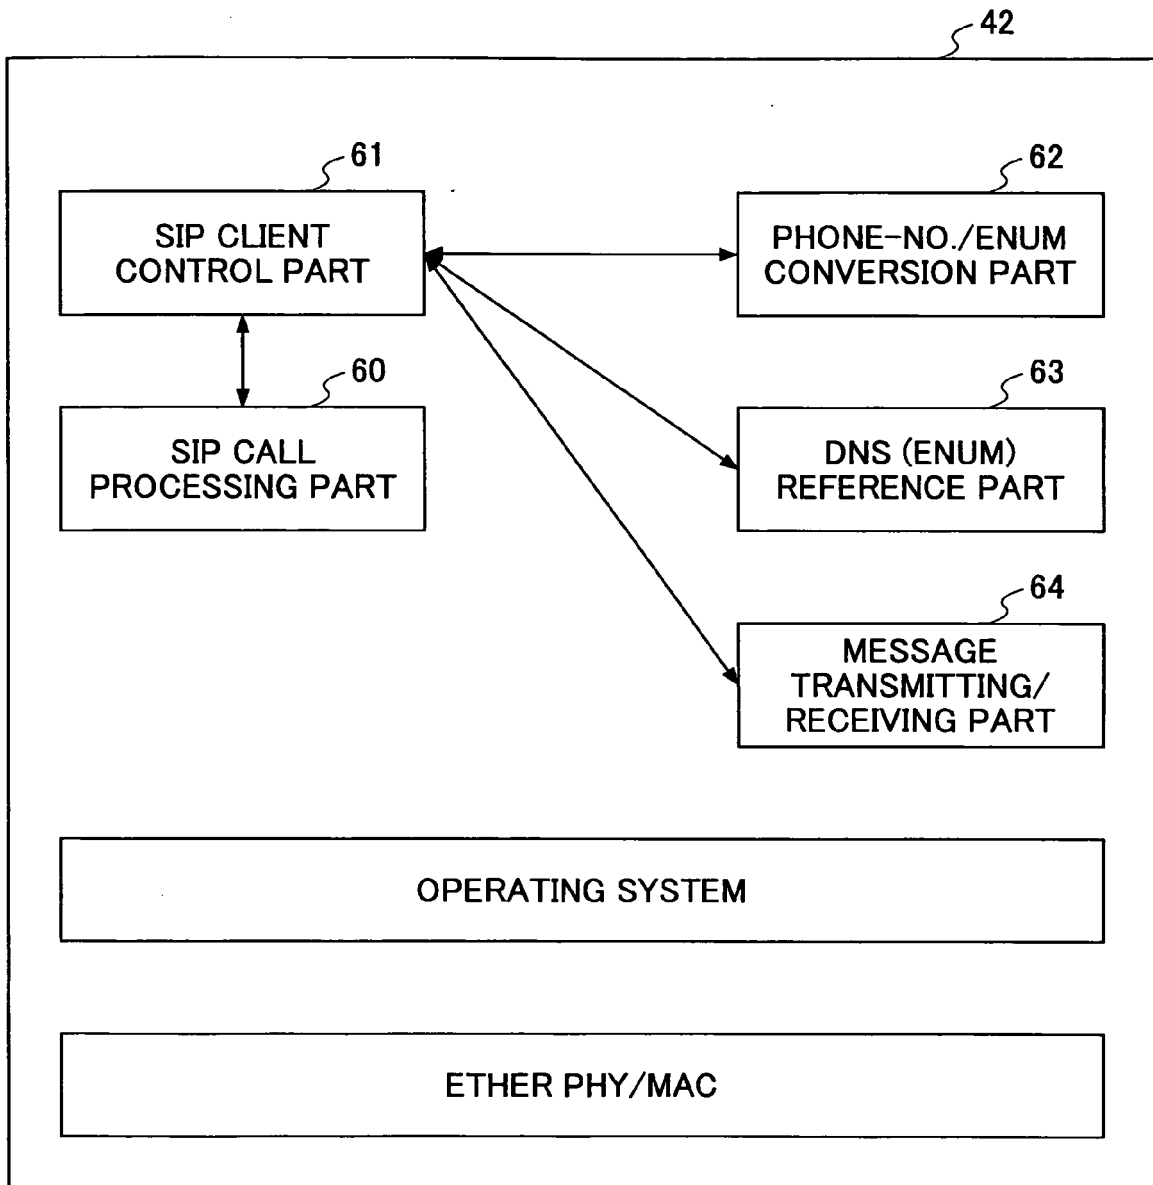 42
61
SIP CLIENT
CONTROL PART
62
PHONE-NO./ENUM
CONVERSION PART
60
SIP CALL
PROCESSING PART
63
DNS (ENUM)
REFERENCE PART
64
MESSAGE
TRANSMITTING/
RECEIVING PART
OPERATING SYSTEM
ETHER PHY/MAC